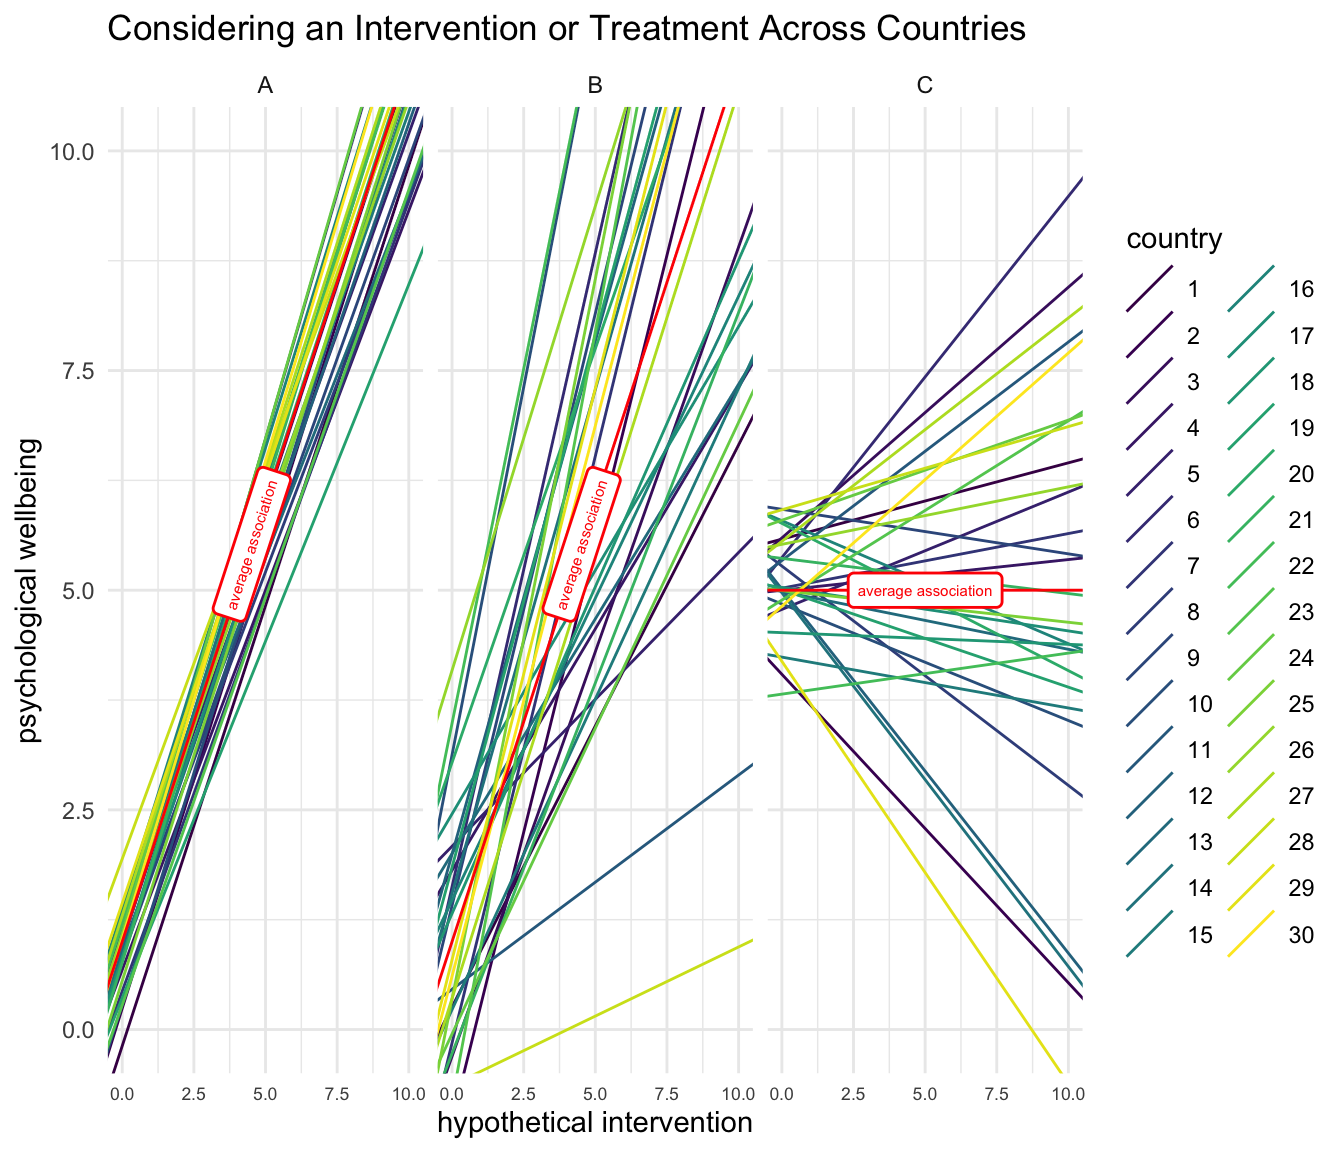 Considering an Intervention or Treatment Across Countries
A
B
C
10.0
7.5
5.0
2.5
0.0
psychological wellbeing
average association
average association
average association
0.0 2.5 5.0 7.5 10.0
0.0 2.5 5.0 7.5 10.0
0.0 2.5 5.0 7.5 10.0
hypothetical intervention
country
1
2
3
4
5
6
7
8
9
10
11
12
13
14
15
16
17
18
19
20
21
22
23
24
25
26
27
28
29
30